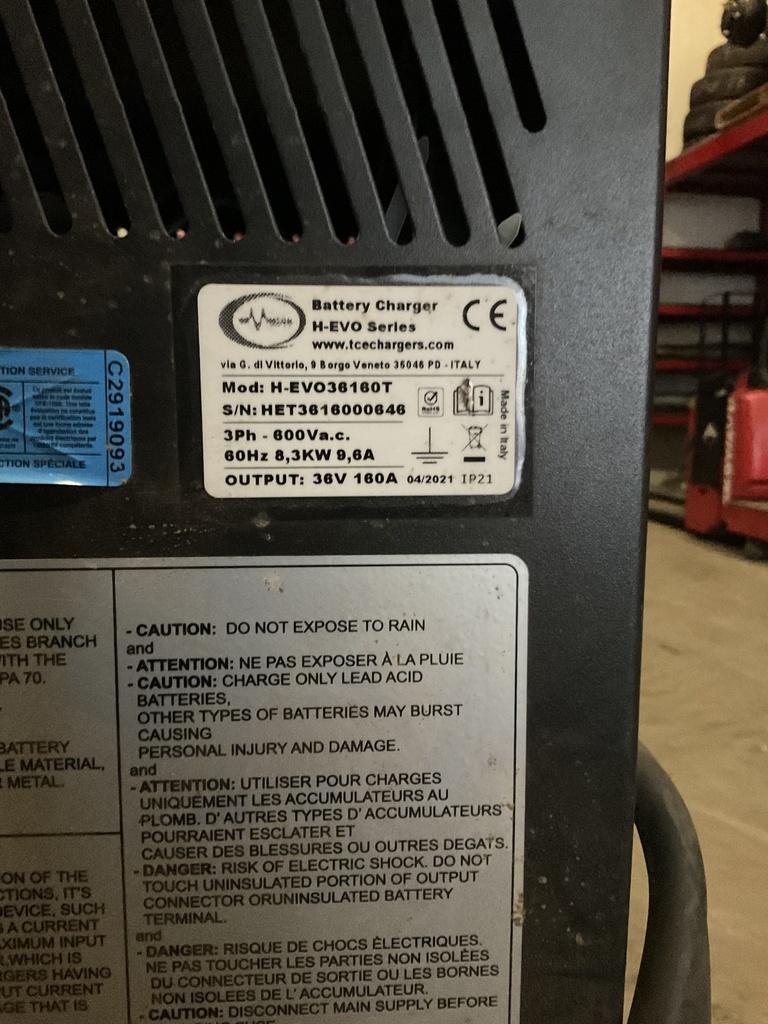 Battery Charger
H-EVO Series
www.tcechargers.com
CE
via G. di Vittorio, 9 Borgo Veneto 35046 PD - ITALY
Mod: H-EVO36160T
S/N: HET3616000646
RoHS
i
Made in Italy
3Ph - 600Va.c.
60Hz 8,3KW 9,6A
OUTPUT: 36V 160A 04/2021 IP21
TION SERVICE
C2919093
CTION SPÉCIALE
ISE ONLY
ES BRANCH
ITH THE
PA 70.
BATTERY
LE MATERIAL,
METAL.
ON OF THE
CTIONS, IT'S
DEVICE, SUCH
A CURRENT
XIMUM INPUT
,WHICH IS
GERS HAVING
UT CURRENT
GE THAT IS
- CAUTION: DO NOT EXPOSE TO RAIN
and
- ATTENTION: NE PAS EXPOSER À LA PLUIE
- CAUTION: CHARGE ONLY LEAD ACID
BATTERIES,
OTHER TYPES OF BATTERIES MAY BURST
CAUSING
PERSONAL INJURY AND DAMAGE.
and
- ATTENTION: UTILISER POUR CHARGES
UNIQUEMENT LES ACCUMULATEURS AU
PLOMB. D'AUTRES TYPES D'ACCUMULATEURS
POURRAIENT ESCLATER ET
CAUSER DES BLESSURES OU OUTRES DEGATS.
- DANGER: RISK OF ELECTRIC SHOCK. DO NOT
TOUCH UNINSULATED PORTION OF OUTPUT
CONNECTOR ORUNINSULATED BATTERY
TERMINAL.
and
- DANGER: RISQUE DE CHOCS ÉLECTRIQUES.
NE PAS TOUCHER LES PARTIES NON ISOLÉES
DU CONNECTEUR DE SORTIE OU LES BORNES
NON ISOLEES DE L'ACCUMULATEUR.
- CAUTION: DISCONNECT MAIN SUPPLY BEFORE